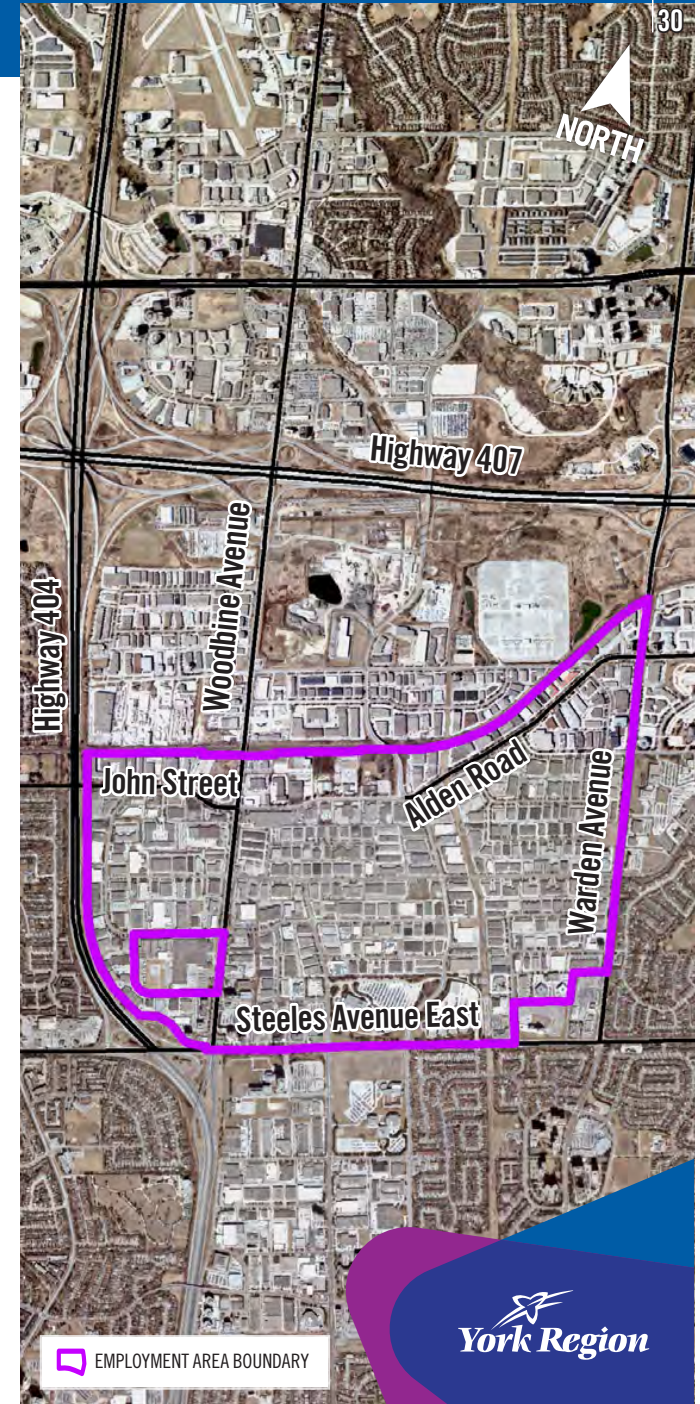 30
NORTH
Highway 407
Woodbine Avenue
Highway 404
John Street
Alden Road
Warden Avenue
Steeles Avenue East
EMPLOYMENT AREA BOUNDARY
York Region